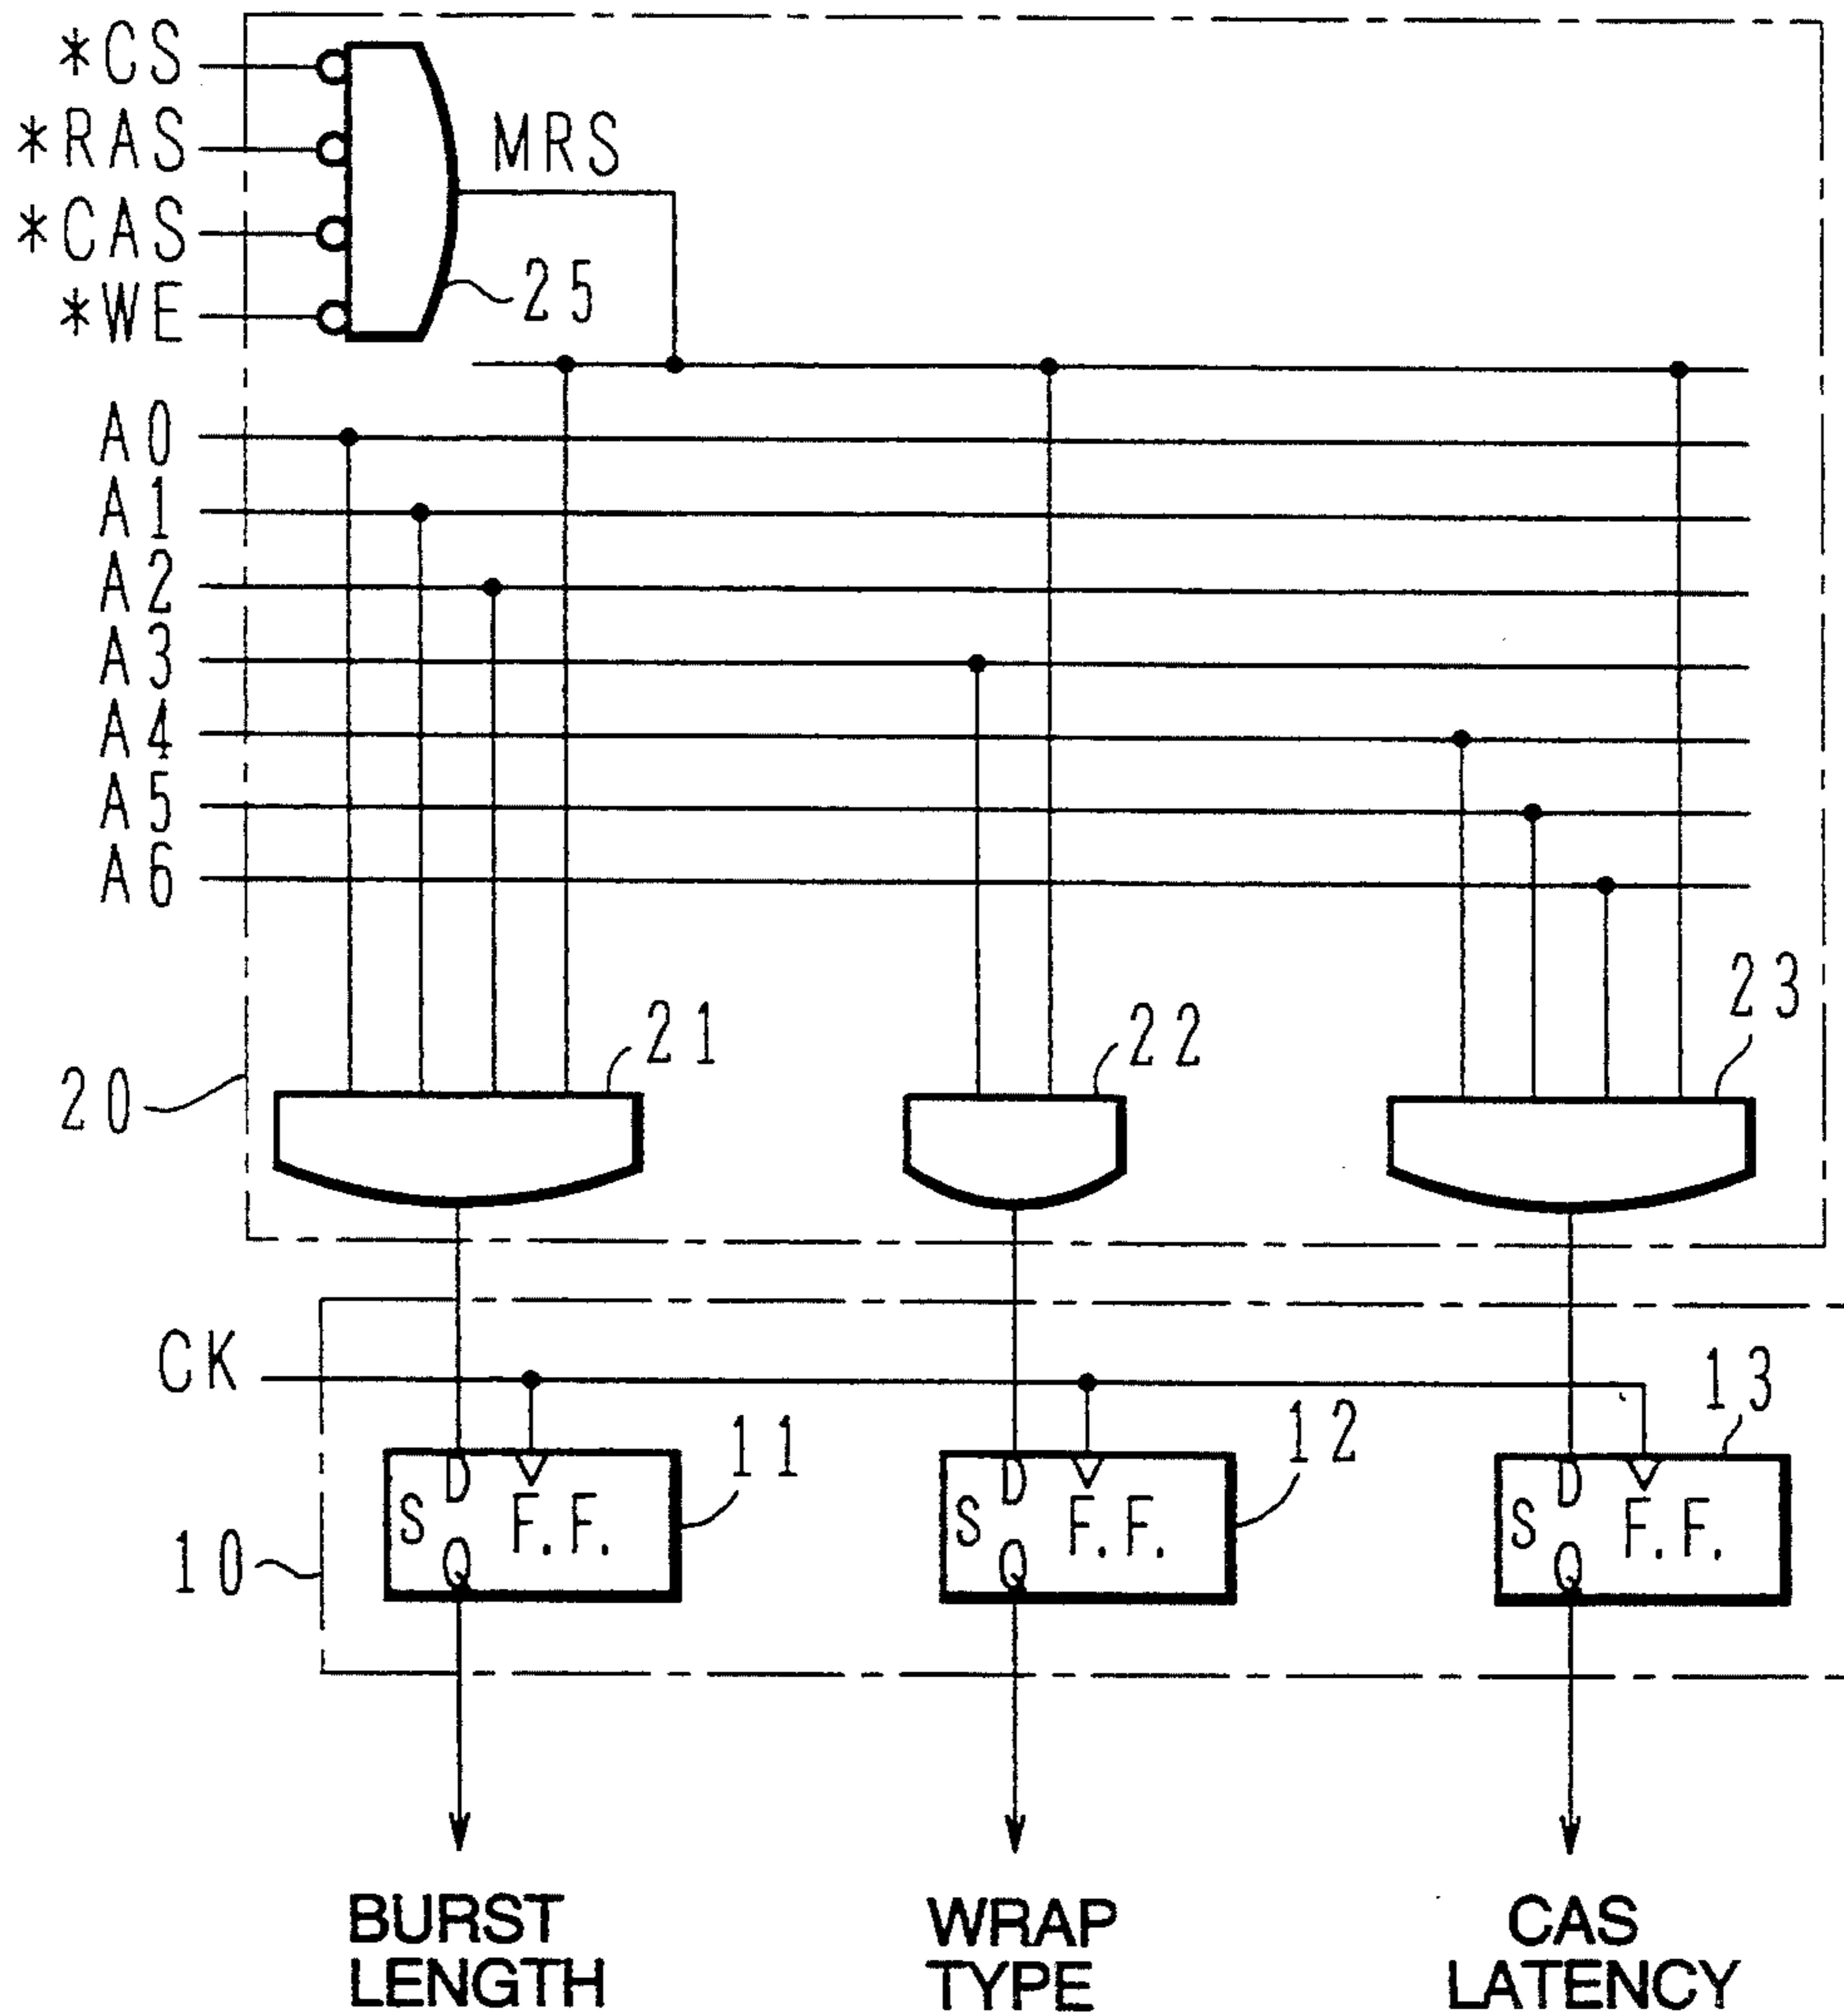 *CS
*RAS
MRS
*CAS
25
*WE
A0
A1
A2
A3
A4
A5
A6
23
21
22
20
CK
13
11
12
S D F.F. Q
S D F.F. Q
S D F.F. Q
10
BURST
LENGTH
WRAP
TYPE
CAS
LATENCY